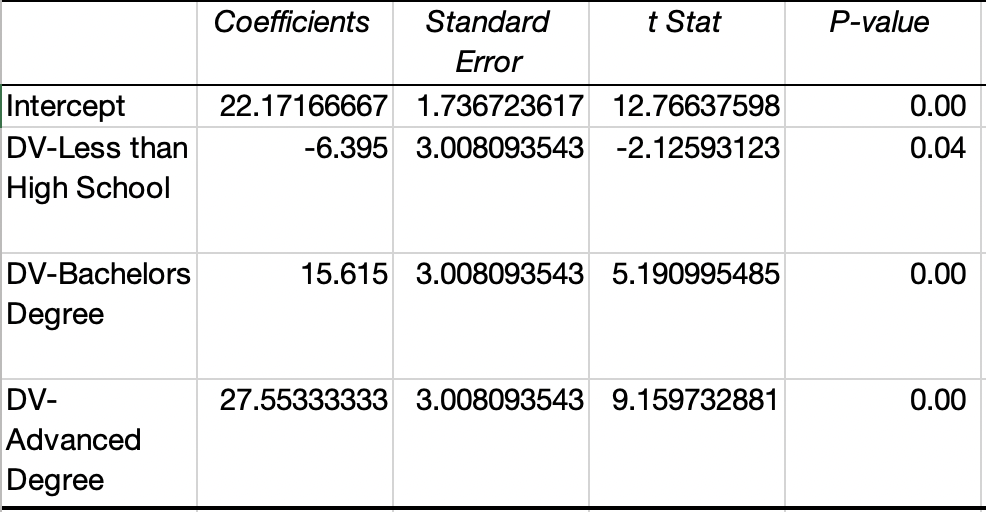 Coefficients Standard Error t Stat P-value
Intercept 22.17166667 1.736723617 12.76637598 0.00
DV-Less than High School -6.395 3.008093543 -2.12593123 0.04
DV-Bachelors Degree 15.615 3.008093543 5.190995485 0.00
DV-Advanced Degree 27.55333333 3.008093543 9.159732881 0.00